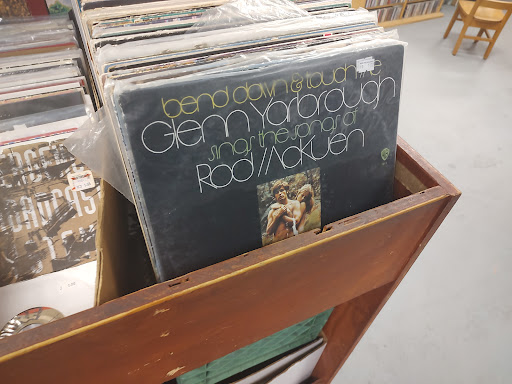 bend down & touch me
Glenn Yarbrough
sings the songs of
Rod McKuen